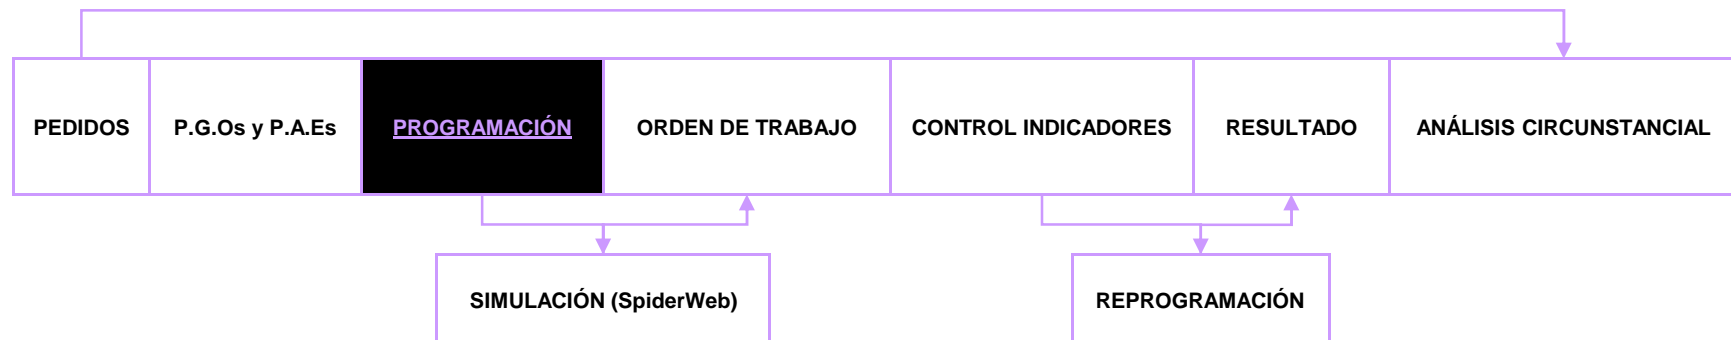 PEDIDOS
P.G.Os y P.A.Es
PROGRAMACIÓN
ORDEN DE TRABAJO
CONTROL INDICADORES
RESULTADO
ANÁLISIS CIRCUNSTANCIAL
SIMULACIÓN (SpiderWeb)
REPROGRAMACIÓN